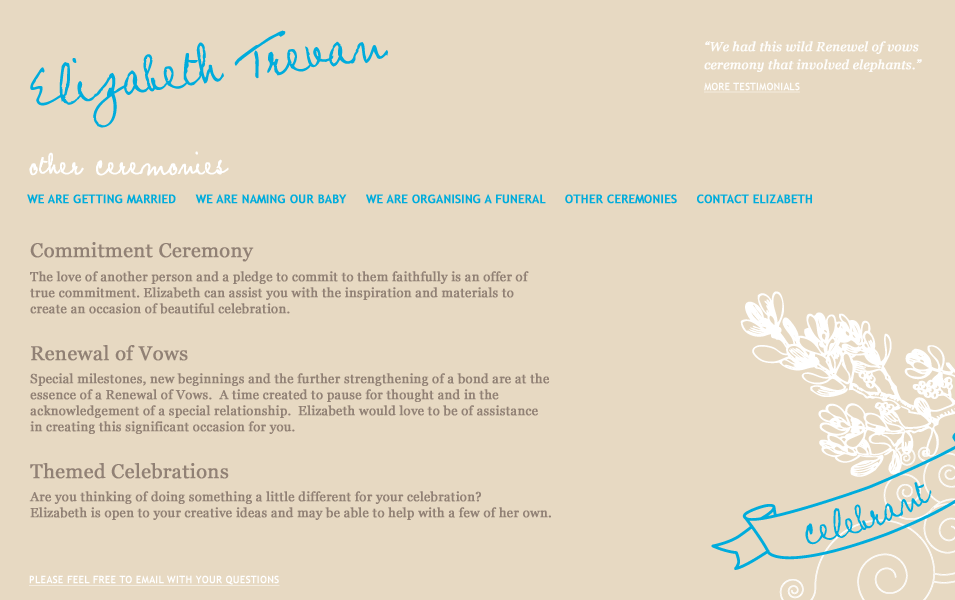 Elizabeth Trevan
"We had this wild Renewel of vows
ceremony that involved elephants."
MORE TESTIMONIALS
other ceremonies
WE ARE GETTING MARRIED WE ARE NAMING OUR BABY WE ARE ORGANISING A FUNERAL OTHER CEREMONIES CONTACT ELIZABETH
Commitment Ceremony
The love of another person and a pledge to commit to them faithfully is an offer of
true commitment. Elizabeth can assist you with the inspiration and materials to
create an occasion of beautiful celebration.
Renewal of Vows
Special milestones, new beginnings and the further strengthening of a bond are at the
essence of a Renewal of Vows. A time created to pause for thought and in the
acknowledgement of a special relationship. Elizabeth would love to be of assistance
in creating this significant occasion for you.
Themed Celebrations
Are you thinking of doing something a little different for your celebration?
Elizabeth is open to your creative ideas and may be able to help with a few of her own.
celebrant
PLEASE FEEL FREE TO EMAIL WITH YOUR QUESTIONS